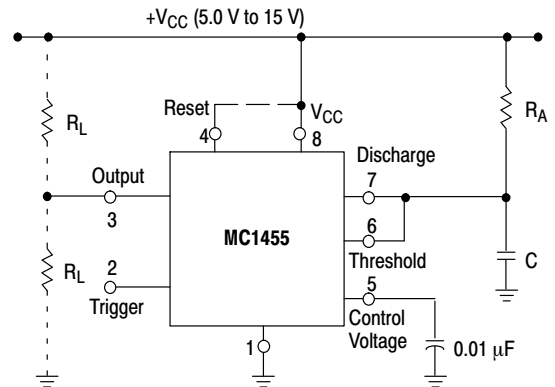 +VCC (5.0 V to 15 V)
Reset
VCC
4
8
RL
RA
Discharge
7
Output
3
MC1455
6
Threshold
C
RL
2
Trigger
5
Control
Voltage
1
0.01 µF